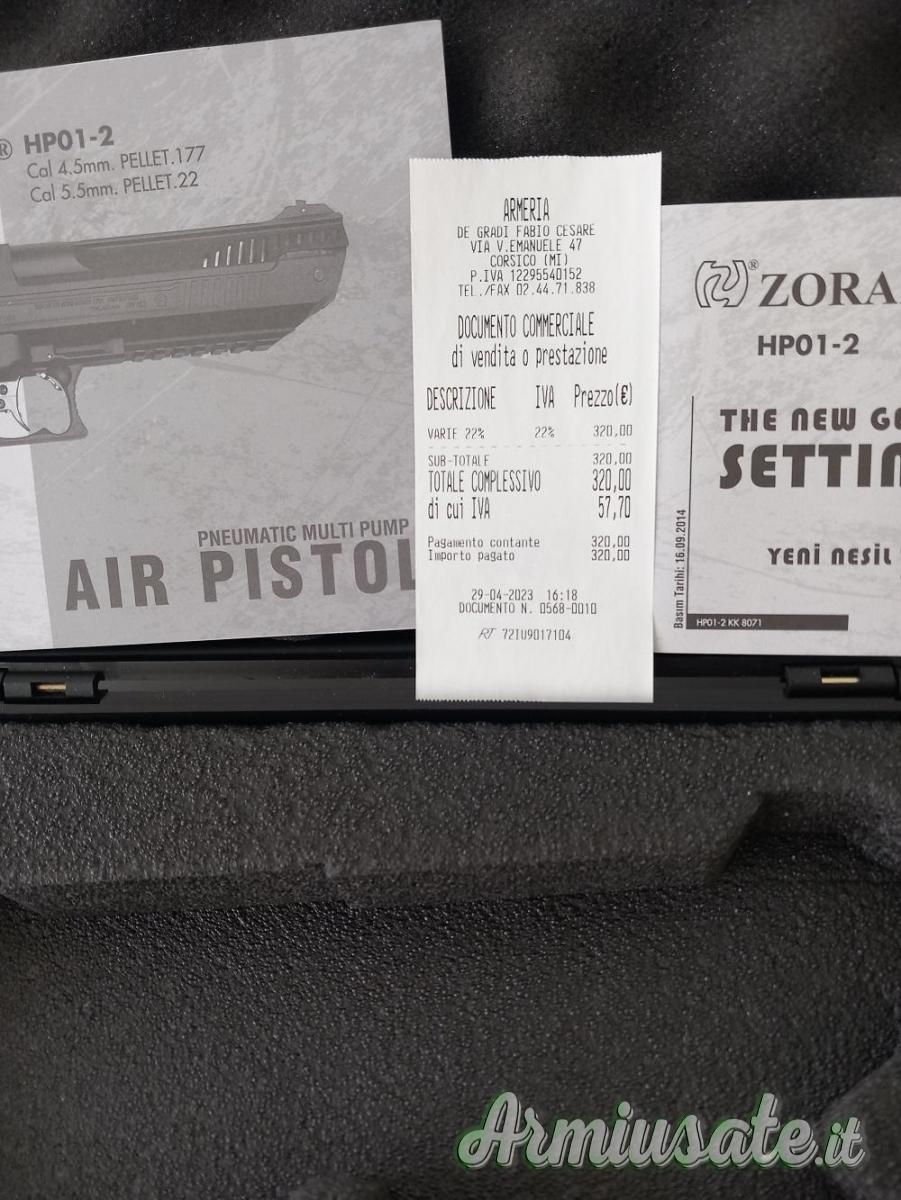 ® HP01-2
Cal 4.5mm. PELLET.177
Cal 5.5mm. PELLET.22
PNEUMATIC MULTI PUMP
AIR PISTOL
ARMERIA
DE GRADI FABIO CESARE
VIA V.EMANUELE 47
CORSICO (MI)
P.IVA 12295540152
TEL./FAX 02.44.71.838
DOCUMENTO COMMERCIALE
di vendita o prestazione
DESCRIZIONE IVA Prezzo(€)
VARIE 22% 22% 320,00
SUB-TOTALE 320,00
TOTALE COMPLESSIVO 320,00
di cui IVA 57,70
Pagamento contante 320,00
Importo pagato 320,00
29-04-2023 16:18
DOCUMENTO N. 0568-0010
RT 72IU9017104
® ZORA
HP01-2
THE NEW GE
SETTIN
YENİ NESİL
Basım Tarihi: 16.09.2014
HP01-2 KK 8071
Armiusate.it